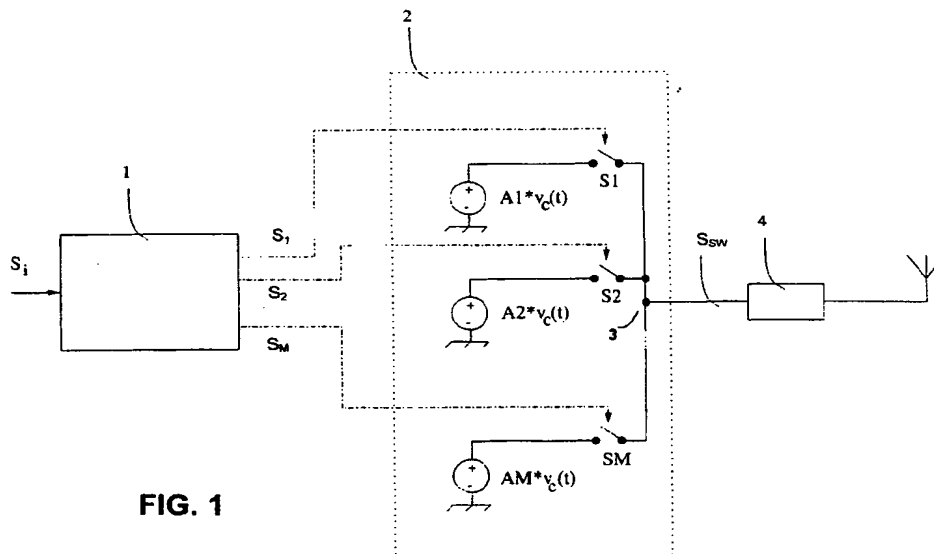 2
1
S1
A1*vc(t)
S1
Si
S2
SSW
4
S2
A2*vc(t)
3
SM
SM
AM*vc(t)
FIG. 1